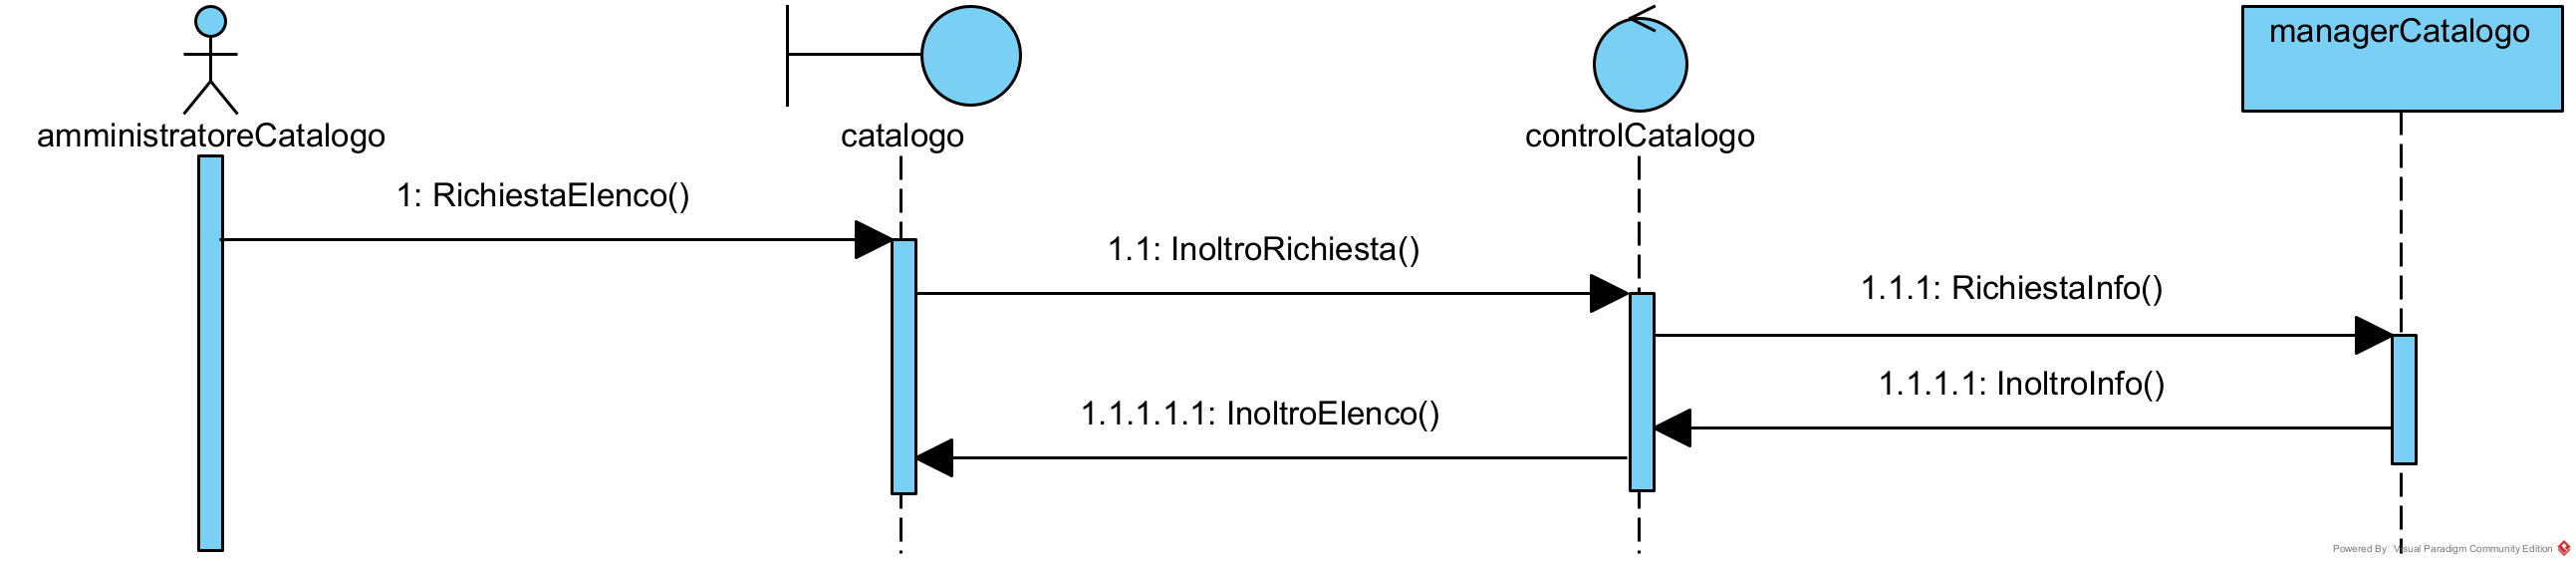 managerCatalogo
amministratoreCatalogo
catalogo
controlCatalogo
1: RichiestaElenco()
1.1: InoltroRichiesta()
1.1.1: RichiestaInfo()
1.1.1.1: InoltroInfo()
1.1.1.1.1: InoltroElenco()
Powered By Visual Paradigm Community Edition